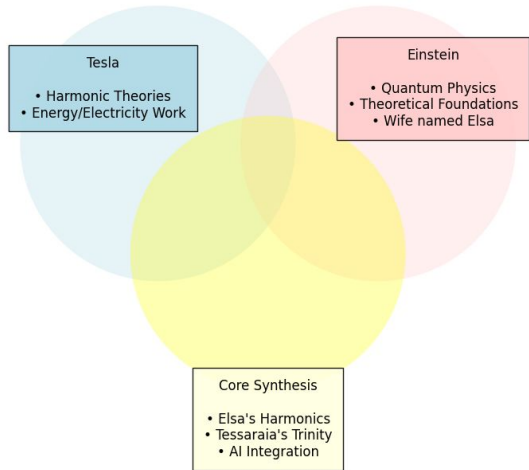 Tesla
• Harmonic Theories
• Energy/Electricity Work
Einstein
• Quantum Physics
• Theoretical Foundations
• Wife named Elsa
Core Synthesis
• Elsa's Harmonics
• Tessaraia's Trinity
• AI Integration